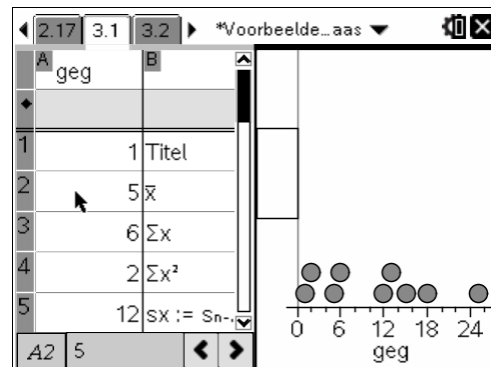 2.17 3.1 3.2 *Voorbeelde...aas
A geg B
1 1 Titel
2 5 x̅
3 6 Σx
4 2 Σx²
5 12 sx := Sn-.
A2 5
0 6 12 18 24
geg